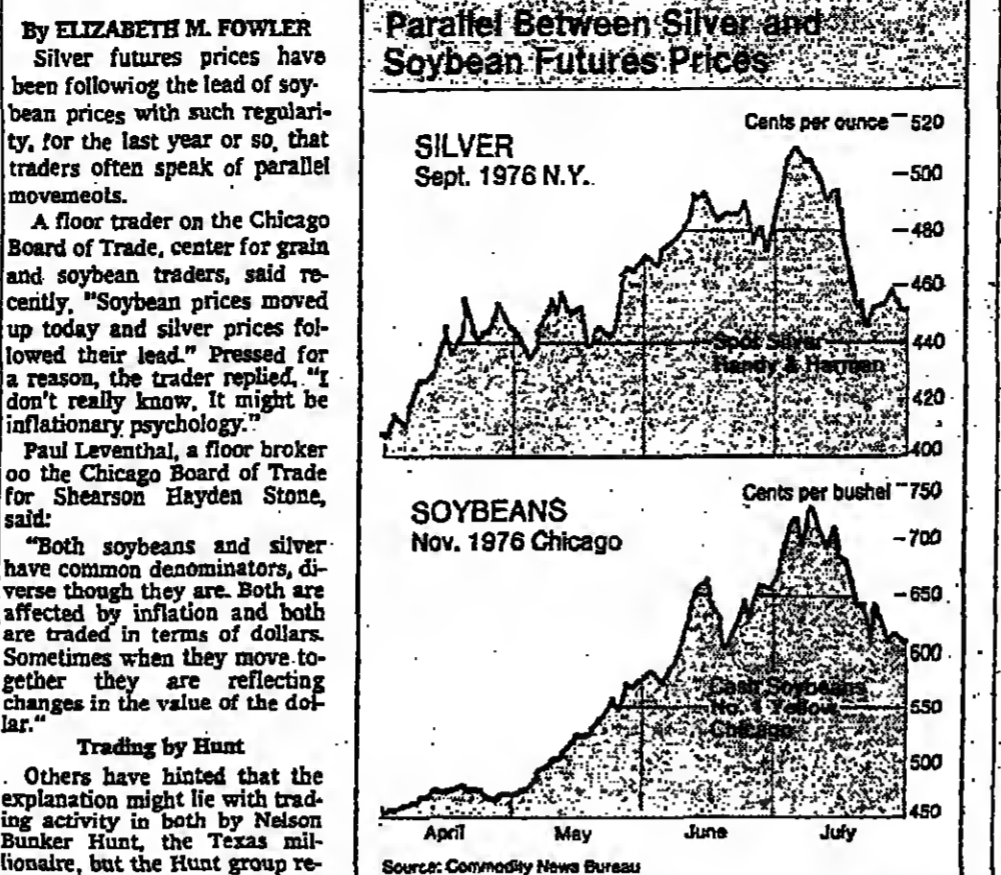 By ELIZABETH M. FOWLER
Silver futures prices have
been followiog the lead of soy-
bean prices with such regulari-
ty, for the last year or so, that
traders often speak of parallel
movemeots.
A floor trader on the Chicago
Board of Trade, center for grain
and soybean traders, said re-
cently, "Soybean prices moved
up today and silver prices fol-
lowed their lead." Pressed for
a reason, the trader replied, "I
don't really know. It might be
inflationary psychology."
Paul Leventhal, a floor broker
oo the Chicago Board of Trade
for Shearson Hayden Stone,
said:
"Both soybeans and silver
have common denominators, di-
verse though they are. Both are
affected by inflation and both
are traded in terms of dollars.
Sometimes when they move to-
gether they are reflecting
changes in the value of the dol-
lar."
Trading by Hunt
Others have hinted that the
explanation might lie with trad-
ing activity in both by Nelson
Bunker Hunt, the Texas mil-
lionaire, but the Hunt group re-
Parallel Between Silver and
Soybean Futures Prices
SILVER
Sept. 1976 N.Y.
Cents per ounce
520
500
480
460
440
420
400
Spot Silver
Handy & Harman
SOYBEANS
Nov. 1976 Chicago
Cents per bushel
750
700
650
600
550
500
450
Cash Soybeans
No. 1 Yellow
Chicago
April May June July
Source: Commodity News Bureau